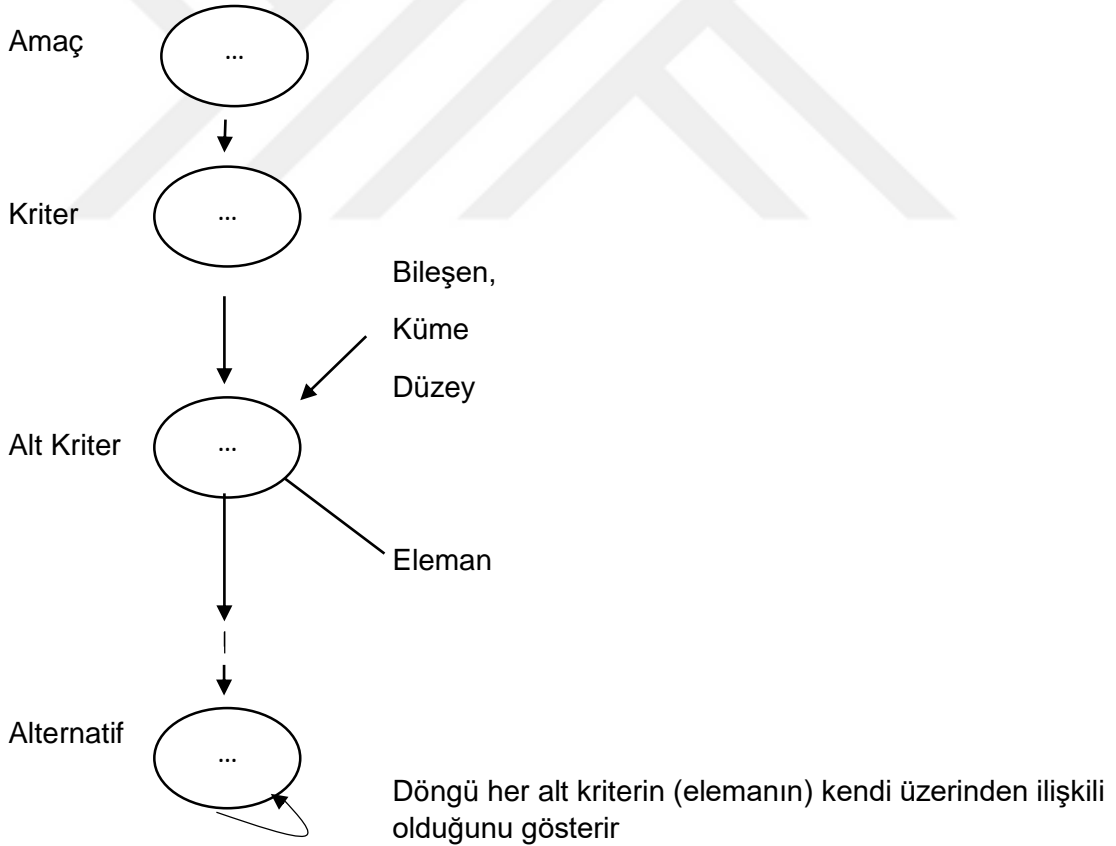 Amaç
...
Kriter
...
Bileşen,
Küme
Düzey
Alt Kriter
...
Eleman
Alternatif
...
Döngü her alt kriterin (elemanın) kendi üzerinden ilişkili
olduğunu gösterir